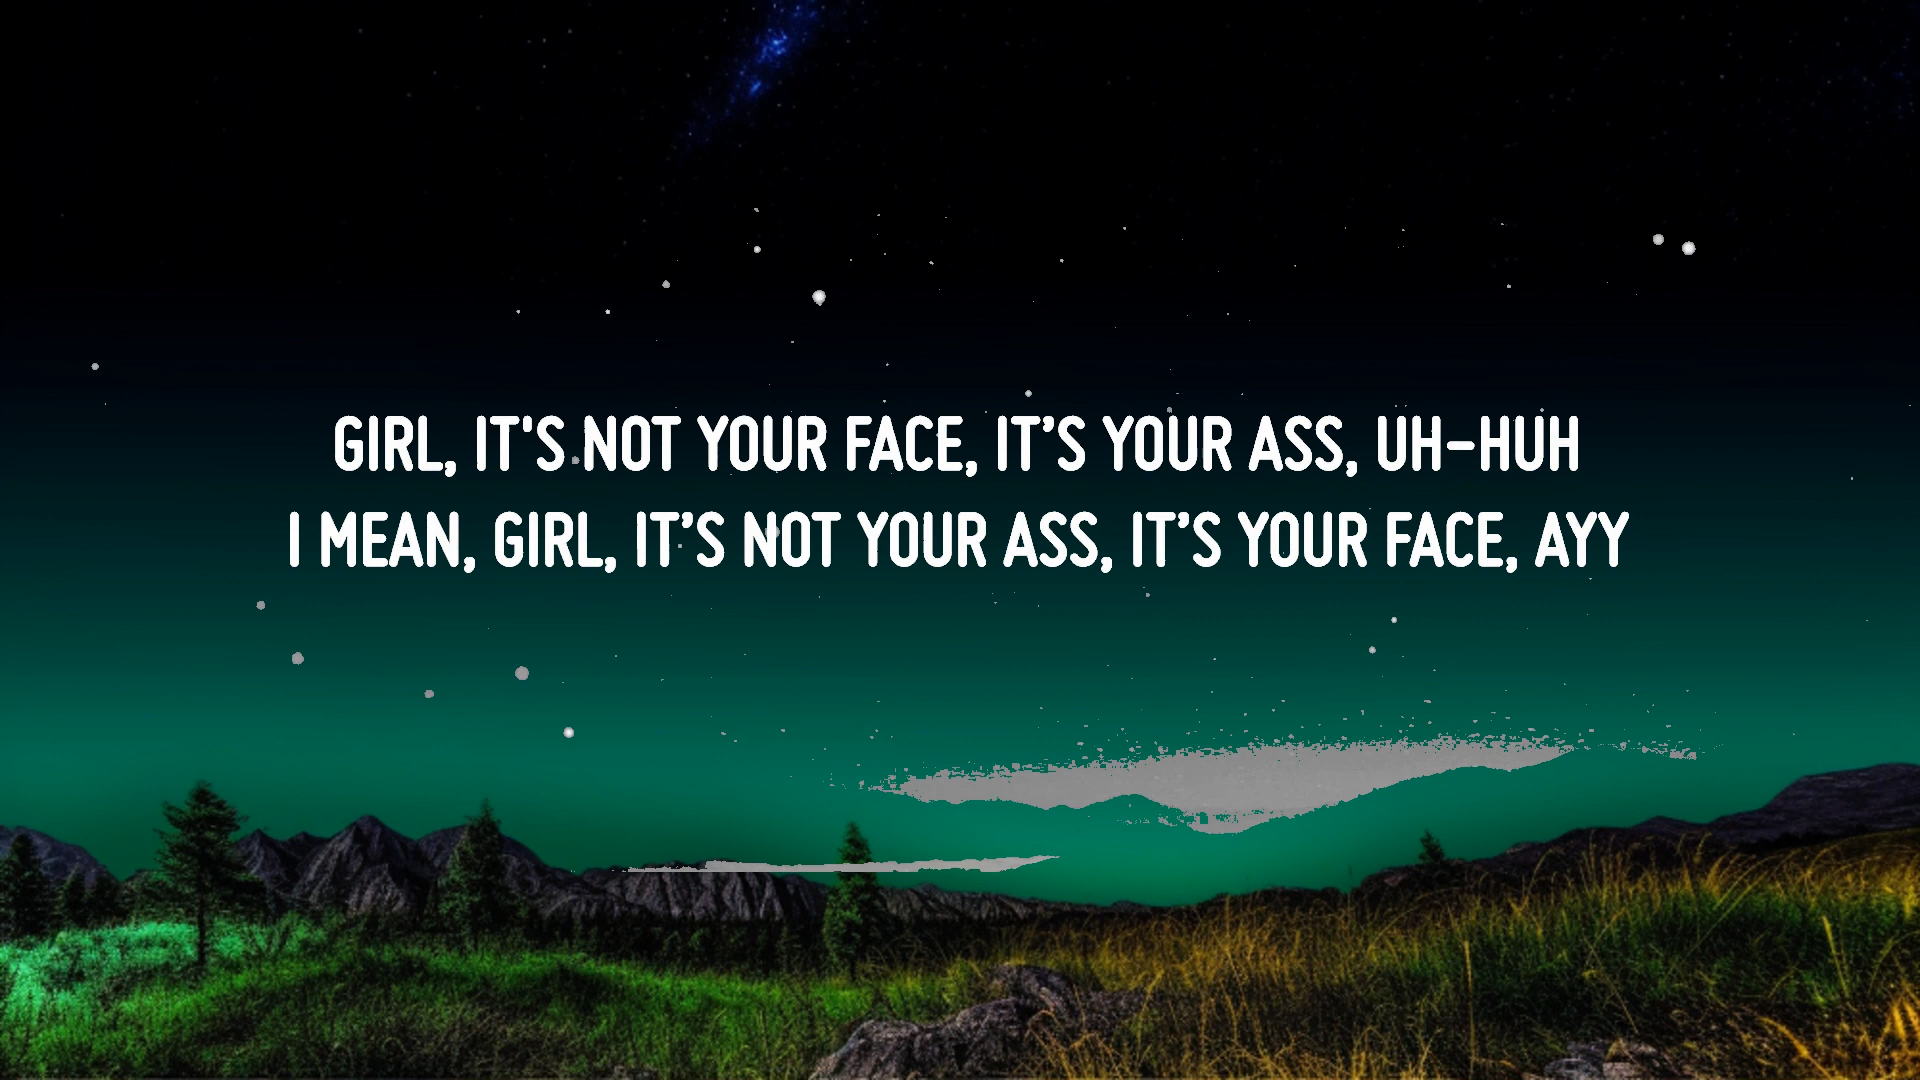 GIRL, IT'S NOT YOUR FACE, IT’S YOUR ASS, UH-HUH
I MEAN, GIRL, IT’S NOT YOUR ASS, IT’S YOUR FACE, AYY